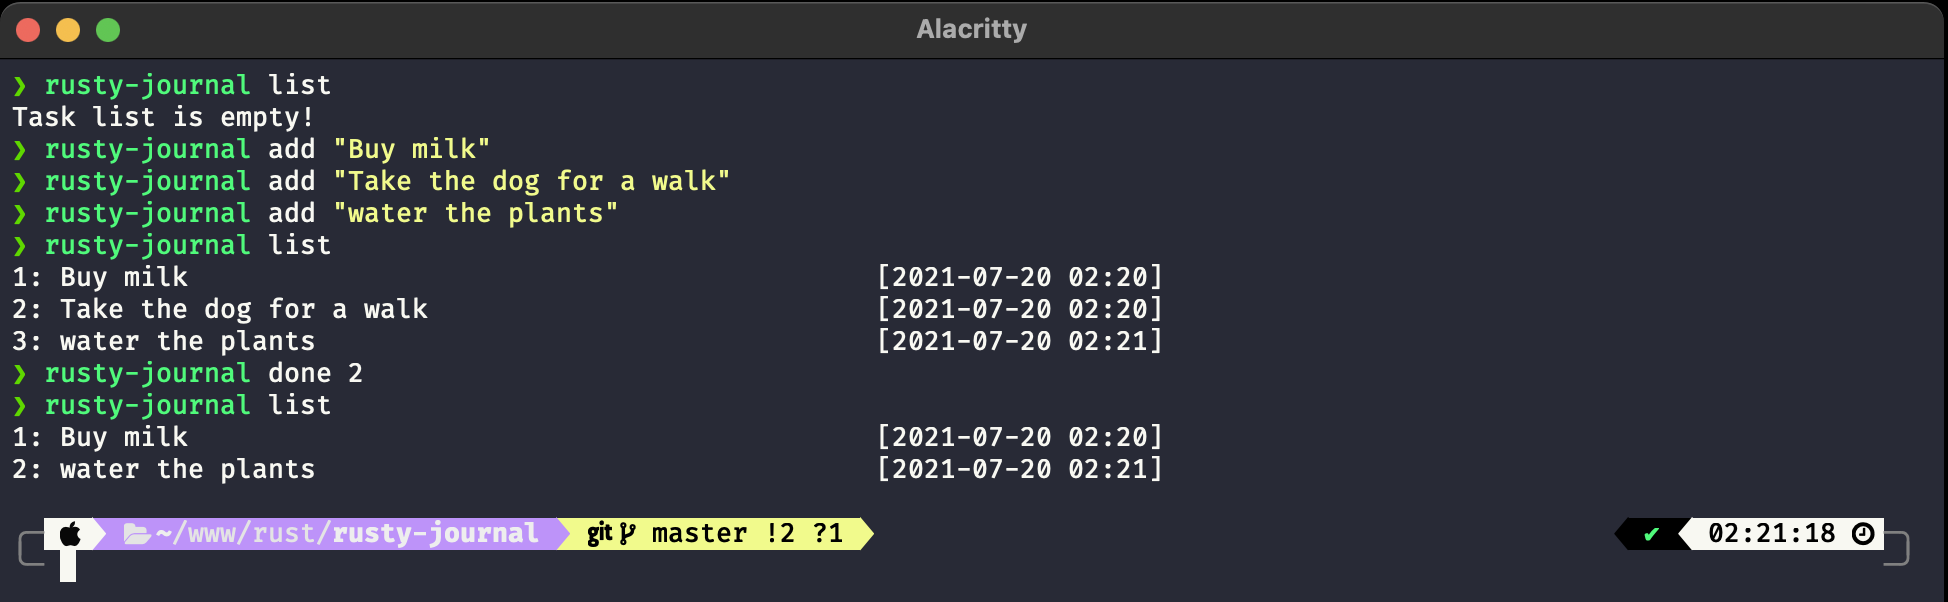 Alacritty
❯ rusty-journal list
Task list is empty!
❯ rusty-journal add "Buy milk"
❯ rusty-journal add "Take the dog for a walk"
❯ rusty-journal add "water the plants"
❯ rusty-journal list
1: Buy milk [2021-07-20 02:20]
2: Take the dog for a walk [2021-07-20 02:20]
3: water the plants [2021-07-20 02:21]
❯ rusty-journal done 2
❯ rusty-journal list
1: Buy milk [2021-07-20 02:20]
2: water the plants [2021-07-20 02:21]
~/www/rust/rusty-journal git master !2 ?1 ✔ 02:21:18